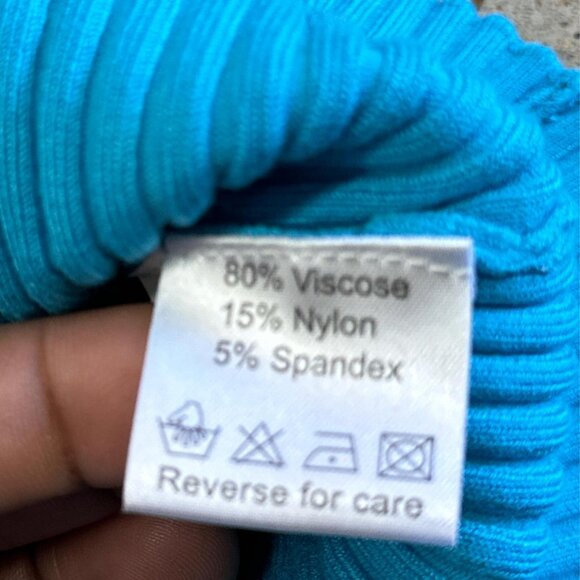 80% Viscose
15% Nylon
5% Spandex
Reverse for care